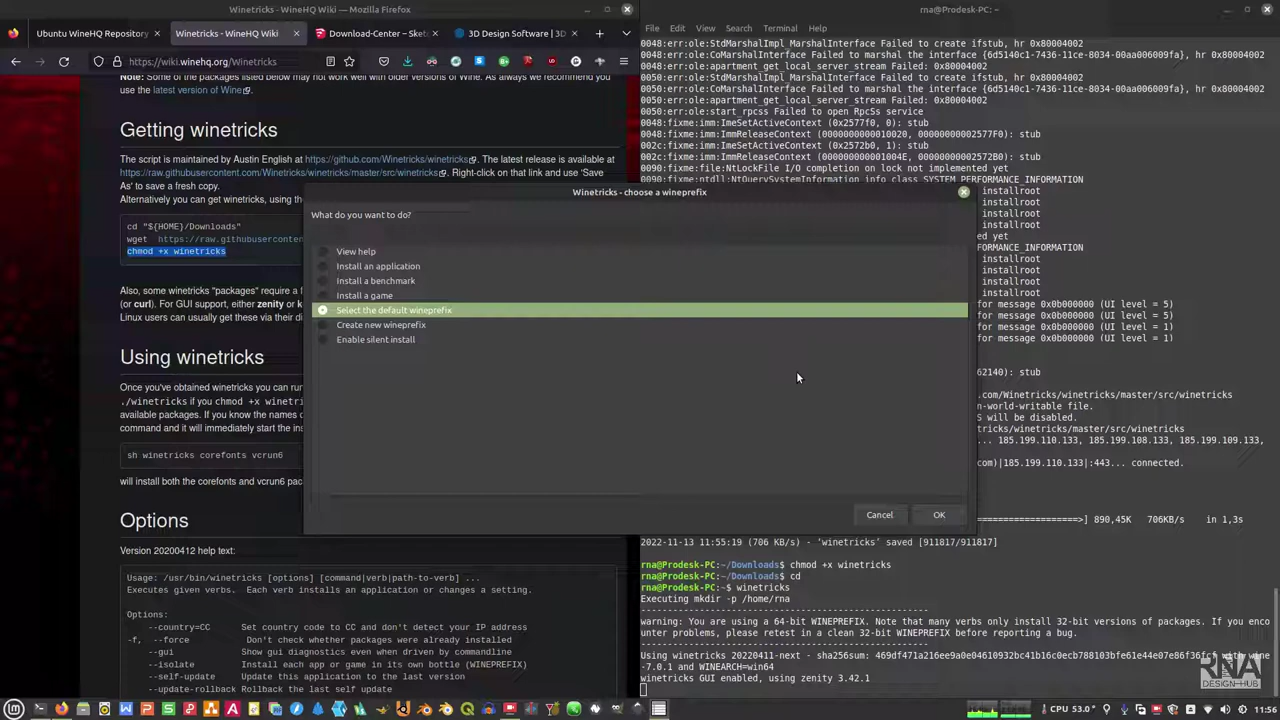 Winetricks - WineHQ Wiki — Mozilla Firefox
Ubuntu WineHQ Repository
Winetricks - WineHQ Wiki
Download-Center – Sket
3D Design Software | 3D
https://wiki.winehq.org/Winetricks
Note: Some of the packages listed below may not work well with older versions of Wine. As always we recommend you
use the latest version of Wine.
Getting winetricks
The script is maintained by Austin English at https://github.com/Winetricks/winetricks. The latest release is available at
https://raw.githubusercontent.com/Winetricks/winetricks/master/src/winetricks. Right-click on that link and use 'Save
As') to save a fresh copy.
Alternatively you can get winetricks, using the
cd "${HOME}/Downloads"
wget https://raw.githubuserconten
chmod +x winetricks
Also, some winetricks "packages" require a f
(or curl). For GUI support, either zenity or k
Linux users can usually get these via their di
Using winetricks
Once you've obtained winetricks you can run
./winetricks if you chmod +x winetric
available packages. If you know the names o
command and it will immediately start the ins
sh winetricks corefonts vcrun6
will install both the corefonts and vcrun6 pac
Options
Version 20200412 help text:
Usage: /usr/bin/winetricks [options] [command|verb|path-to-verb] ...
Executes given verbs. Each verb installs an application or changes a setting.
Options:
--country=CC Set country code to CC and don't detect your IP address
-f, --force Don't check whether packages were already installed
--gui Show gui diagnostics even when driven by commandline
--isolate Install each app or game in its own bottle (WINEPREFIX)
--self-update Update this application to the last version
--update-rollback Rollback the last self update
Winetricks - choose a wineprefix
What do you want to do?
View help
Install an application
Install a benchmark
Install a game
Select the default wineprefix
Create new wineprefix
Enable silent install
Cancel
OK
rna@Prodesk-PC: ~
File Edit View Search Terminal Help
0048:err:ole:StdMarshalImpl_MarshalInterface Failed to create ifstub, hr 0x80004002
0048:err:ole:CoMarshalInterface Failed to marshal the interface {6d5140c1-7436-11ce-8034-00aa006009fa}, hr 0x80004002
0048:err:ole:apartment_get_local_server_stream Failed: 0x80004002
0050:err:ole:StdMarshalImpl_MarshalInterface Failed to create ifstub, hr 0x80004002
0050:err:ole:CoMarshalInterface Failed to marshal the interface {6d5140c1-7436-11ce-8034-00aa006009fa}, hr 0x80004002
0050:err:ole:apartment_get_local_server_stream Failed: 0x80004002
0050:err:ole:start_rpcss Failed to open RpcSs service
0048:fixme:imm:ImeSetActiveContext (0x2577f0, 0): stub
0048:fixme:imm:ImmReleaseContext (0000000000010020, 00000000002577F0): stub
002c:fixme:imm:ImeSetActiveContext (0x2572b0, 1): stub
002c:fixme:imm:ImmReleaseContext (000000000001004E, 00000000002572B0): stub
0090:fixme:file:NtLockFile I/O completion on lock not implemented yet
0090:fixme:ntdll:NtQuerySystemInformation info_class SYSTEM_PERFORMANCE_INFORMATION
installroot
installroot
installroot
installroot
ed yet
FORMANCE_INFORMATION
installroot
installroot
installroot
installroot
for message 0x0b000000 (UI level = 5)
for message 0x0b000000 (UI level = 5)
for message 0x0b000000 (UI level = 1)
for message 0x0b000000 (UI level = 1)
62140): stub
.com/Winetricks/winetricks/master/src/winetricks
n-world-writable file.
S will be disabled.
tricks/winetricks/master/src/winetricks
... 185.199.110.133, 185.199.108.133, 185.199.109.133,
com)|185.199.110.133|:443... connected.
===================>] 890,45K 706KB/s in 1,3s
2022-11-13 11:55:19 (706 KB/s) - ‘winetricks’ saved [911817/911817]
rna@Prodesk-PC:~/Downloads$ chmod +x winetricks
rna@Prodesk-PC:~/Downloads$ cd
rna@Prodesk-PC:~$ winetricks
Executing mkdir -p /home/rna
------------------------------------------------------
warning: You are using a 64-bit WINEPREFIX. Note that many verbs only install 32-bit versions of packages. If you enco
unter problems, please retest in a clean 32-bit WINEPREFIX before reporting a bug.
------------------------------------------------------
Using winetricks 20220411-next - sha256sum:
-7.0.1 and WINEARCH=win64
winetricks GUI enabled, using zenity 3.42.1
RNA
DESIGN-HUB
CPU 53.0°
11:56